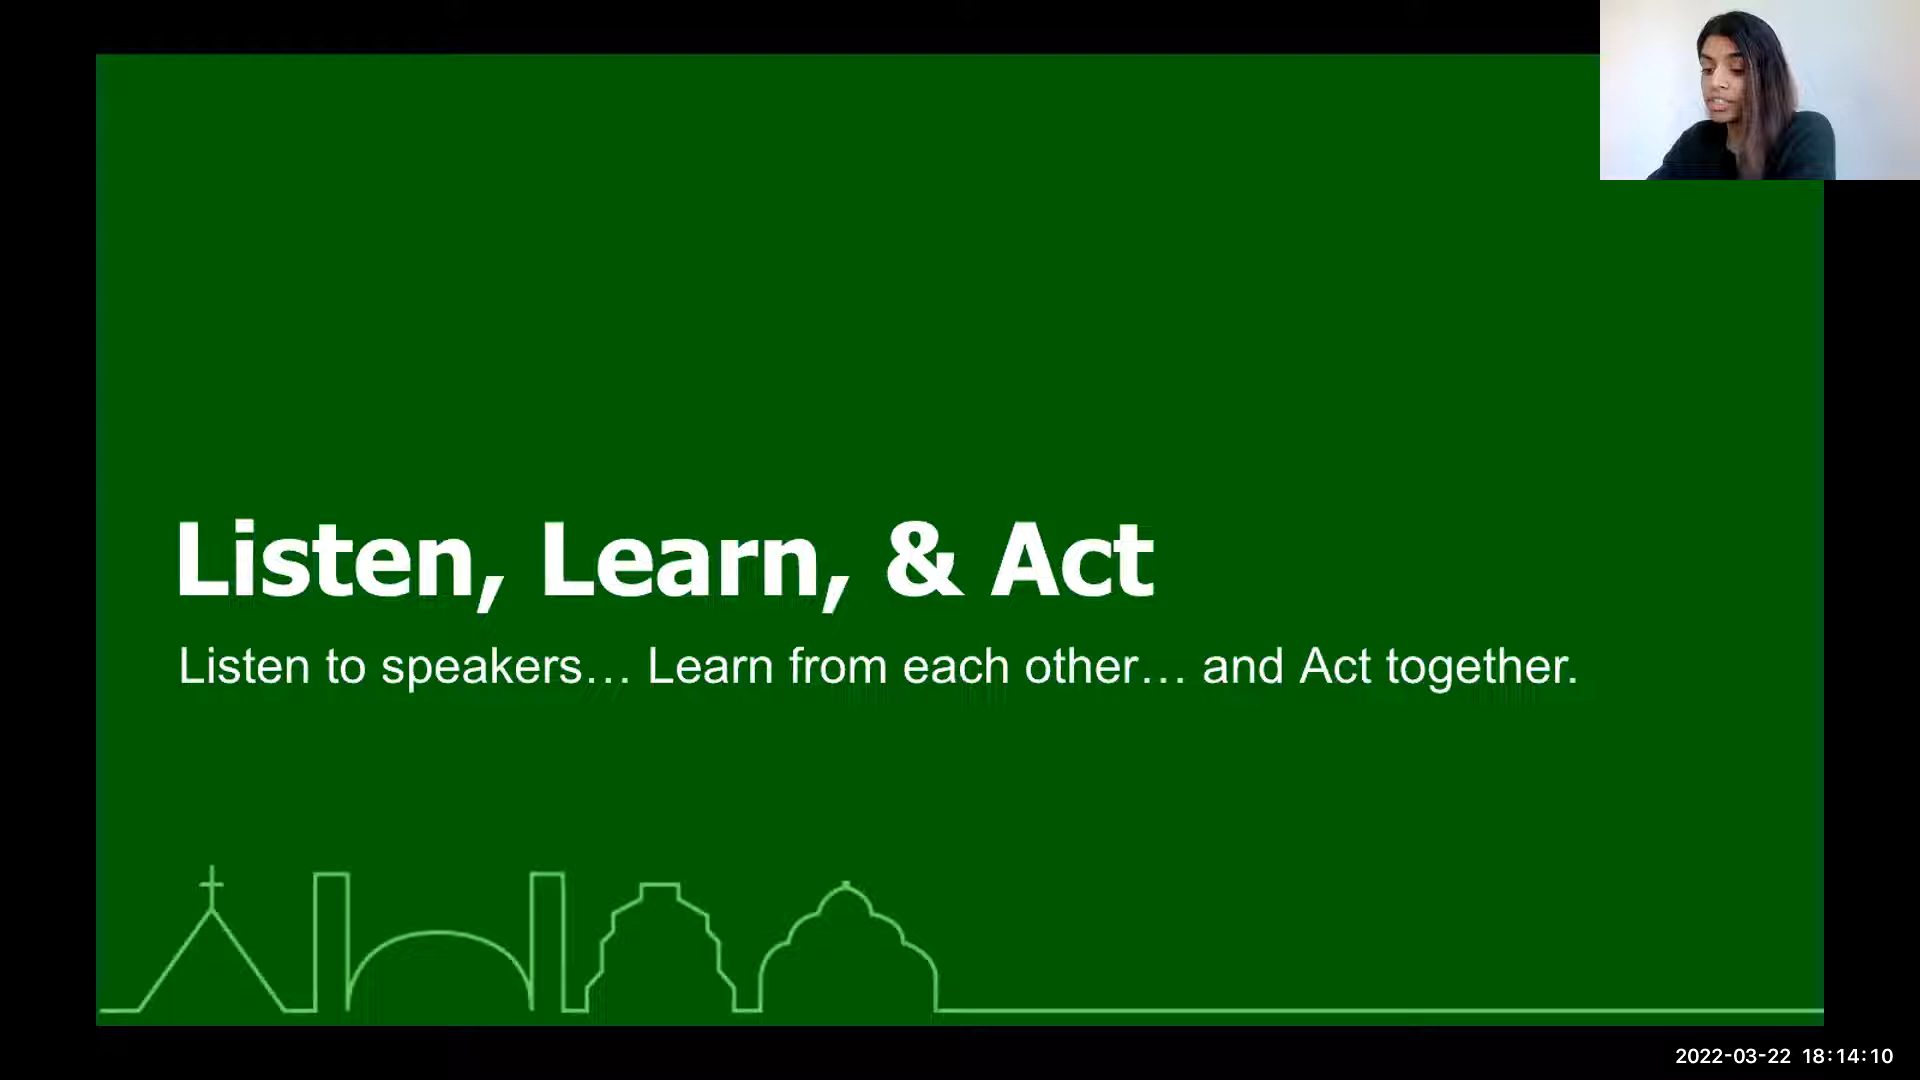 Listen, Learn, & Act
Listen to speakers… Learn from each other… and Act together.
2022-03-22 18:14:10